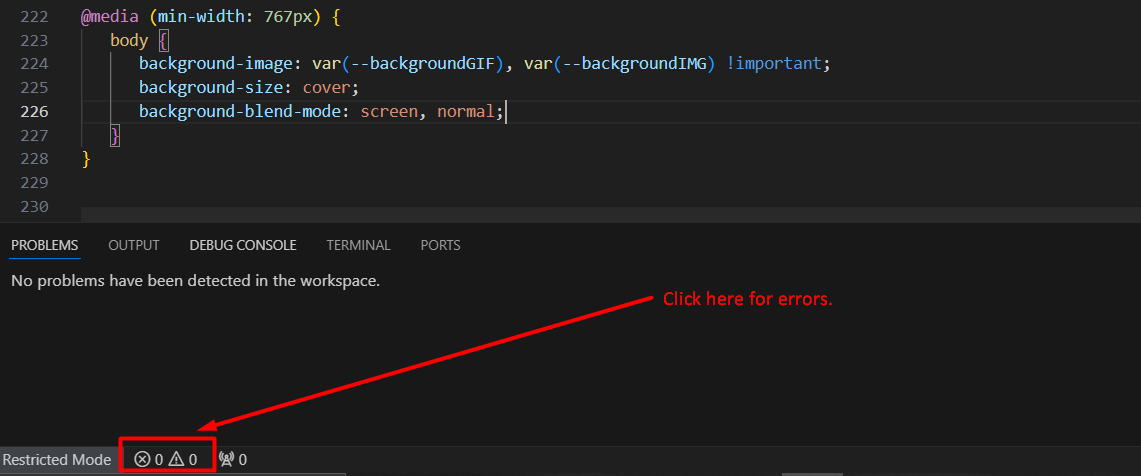 222 @media (min-width: 767px) {
223 body {
224 background-image: var(--backgroundGIF), var(--backgroundIMG) !important;
225 background-size: cover;
226 background-blend-mode: screen, normal;
227 }
228 }
229
230
PROBLEMS OUTPUT DEBUG CONSOLE TERMINAL PORTS
No problems have been detected in the workspace.
Click here for errors.
Restricted Mode 0 0 0